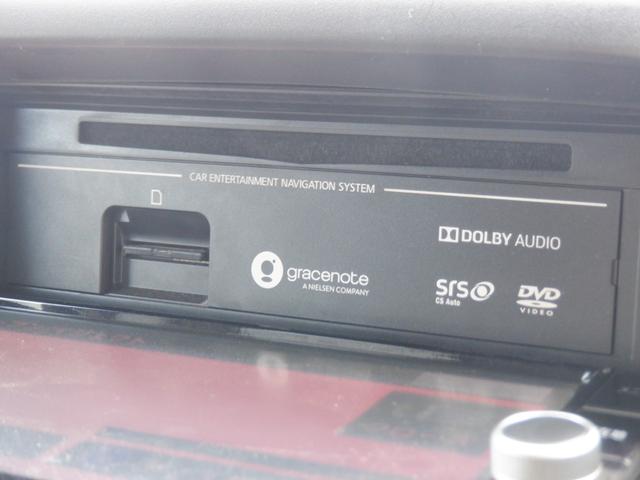 CAR ENTERTAINMENT NAVIGATION SYSTEM
DOLBY AUDIO
gracenote
A NIELSEN COMPANY
SRS
CS Auto
DVD
VIDEO